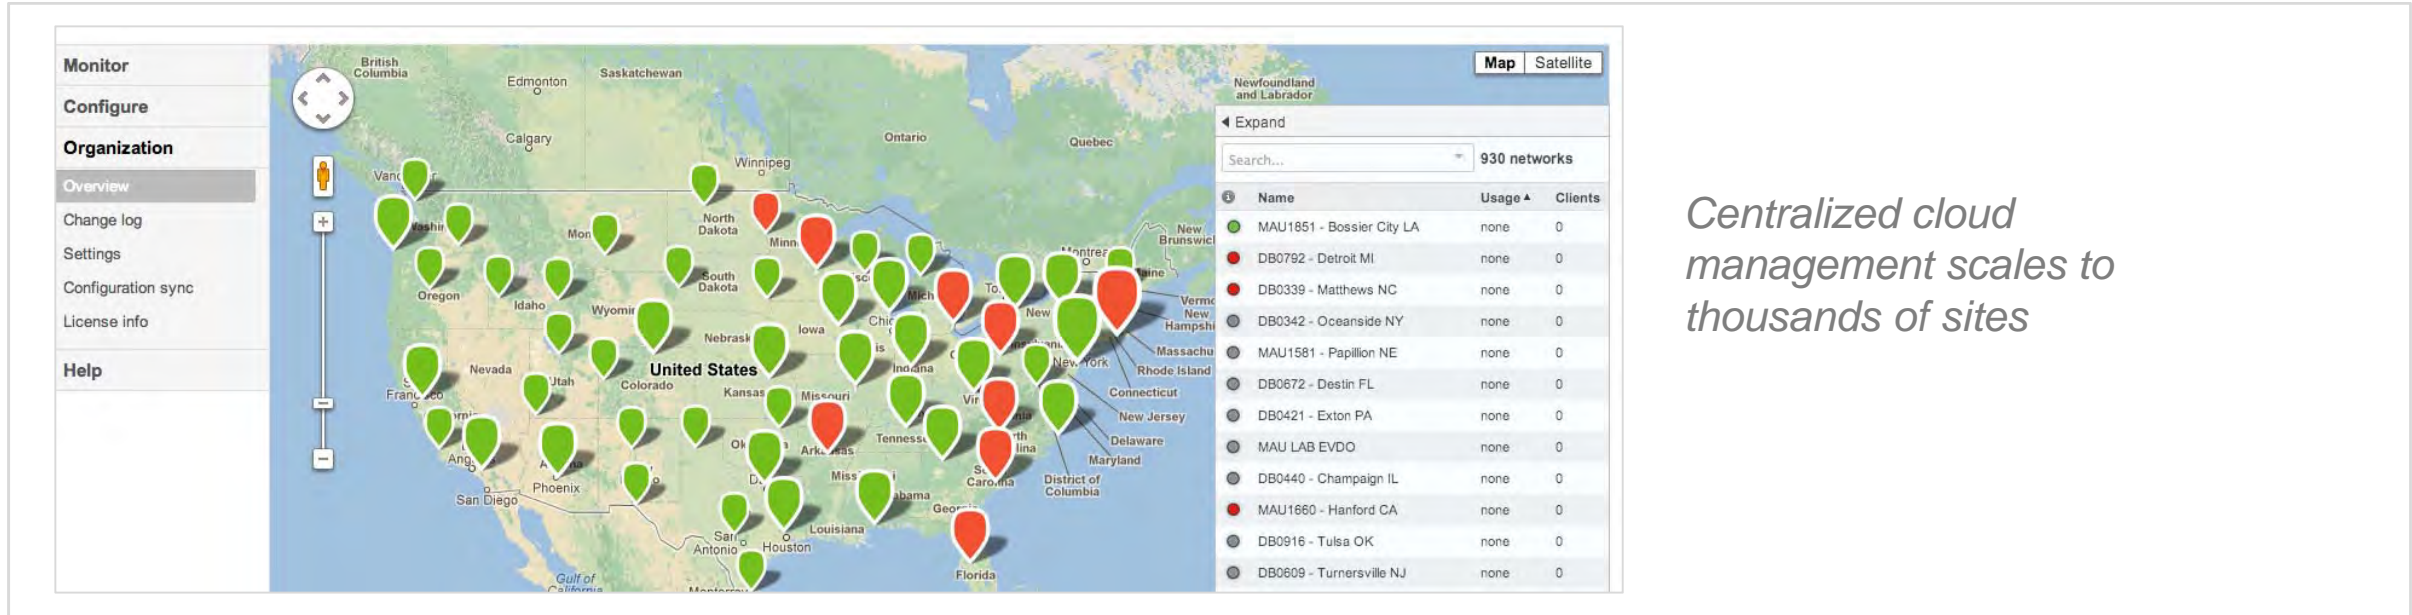 Monitor
Configure
Organization
Overview
Change log
Settings
Configuration sync
License info
Help
British
Columbia
Edmonton
Saskatchewan
Calgary
Winnipeg
Ontario
Quebec
Newfoundland
and Labrador
North
Dakota
South
Dakota
Oregon
Idaho
Iowa
Nevada
Utah
Colorado
United States
Indiana
Missouri
New York
New
Brunswick
New
Massachu
Rhode Island
Connecticut
New Jersey
Delaware
Maryland
District of
Columbia
Phoenix
San Diego
San
Antonio
Houston
Louisiana
Florida
Gulf of
California
Map
Satellite
Expand
Search...
930 networks
Name Usage Clients
MAU1851 - Bossier City LA none 0
DB0792 - Detroit MI none 0
DB0339 - Matthews NC none 0
DB0342 - Oceanside NY none 0
MAU1581 - Papillion NE none 0
DB0672 - Destin FL none 0
DB0421 - Exton PA none 0
MAU LAB EVDO none 0
DB0440 - Champaign IL none 0
MAU1660 - Hanford CA none 0
DB0916 - Tulsa OK none 0
DB0609 - Turnersville NJ none 0
Centralized cloud
management scales to
thousands of sites